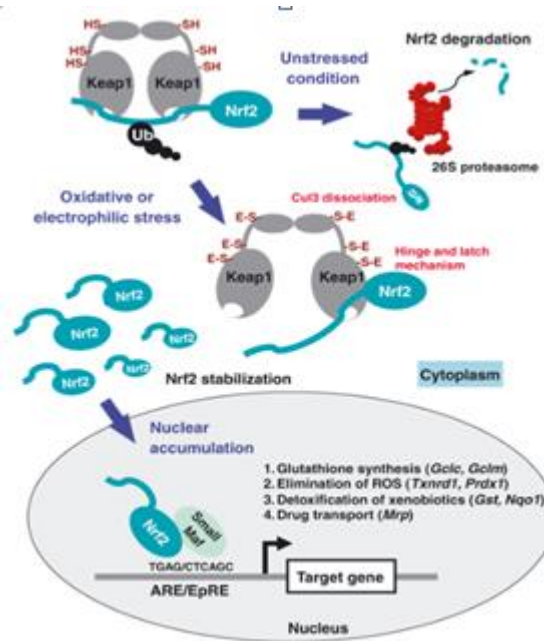 HS-
-SH
HS-
HS-
-SH
-SH
Keap1
Keap1
Nrf2
Ub
Unstressed
condition
Nrf2 degradation
26S proteasome
Oxidative or
electrophilic stress
Cul3 dissociation
E-S
-S-E
E-S
E-S
-S-E
-S-E
Keap1
Keap1
Hinge and latch
mechanism
Nrf2
Nrf2
Nrf2
Nrf2
Nrf2
Nrf2
Nrf2 stabilization
Cytoplasm
Nuclear
accumulation
1. Glutathione synthesis (Gclc, Gclm)
2. Elimination of ROS (Txnrd1, Prdx1)
3. Detoxification of xenobiotics (Gst, Nqo1)
4. Drug transport (Mrp)
Nrf2
Small
Maf
TGAG/CTCAGC
ARE/EpRE
Target gene
Nucleus